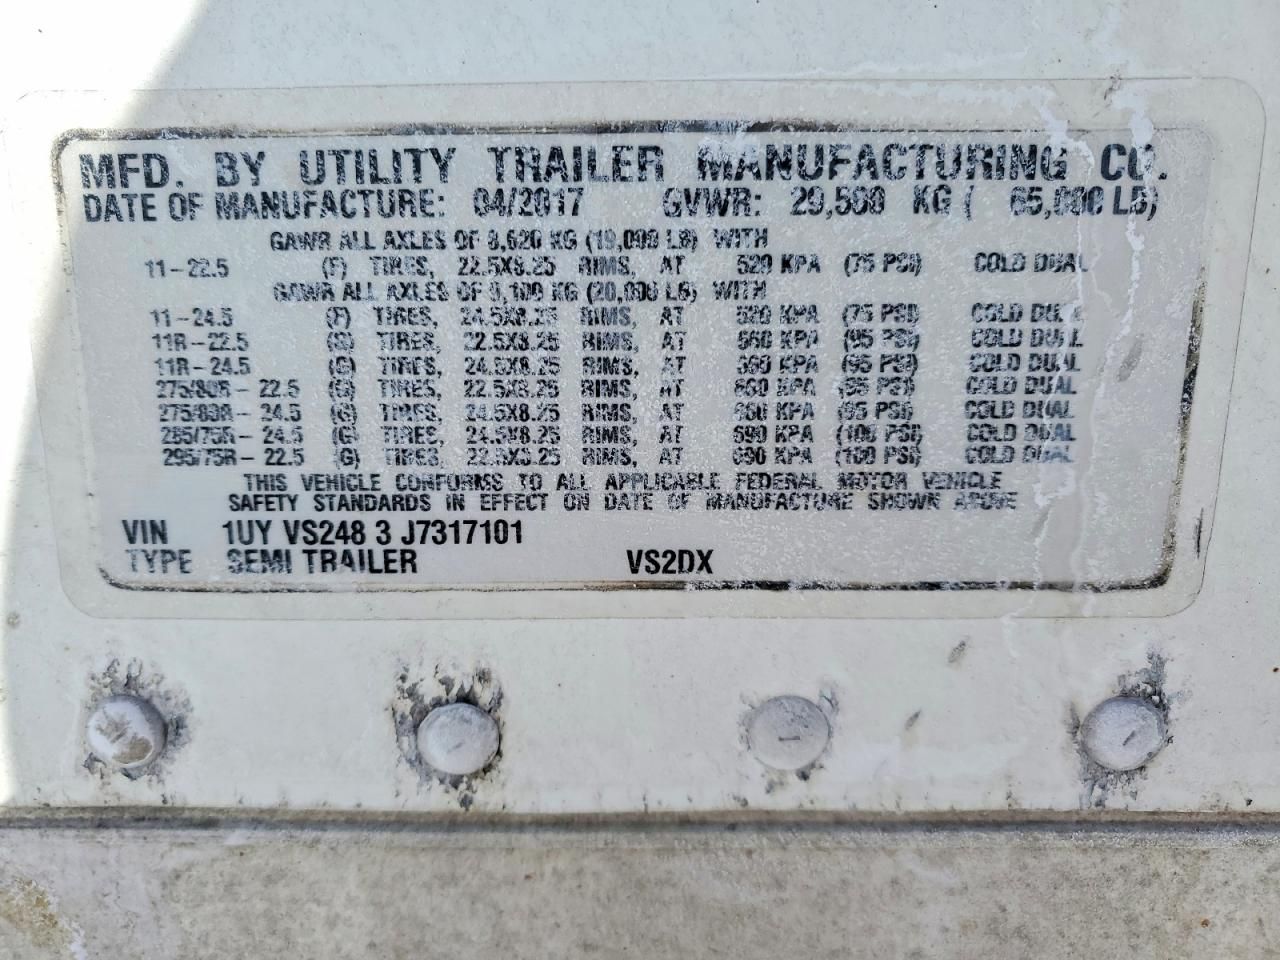 MFD. BY UTILITY TRAILER MANUFACTURING CO.
DATE OF MANUFACTURE: 04/2017 GVWR: 29,500 KG ( 65,000 LB)
GAWR ALL AXLES OF 8,620 KG (19,000 LB) WITH
11-22.5 (F) TIRES, 22.5X8.25 RIMS, AT 520 KPA (75 PSI) COLD DUAL
GAWR ALL AXLES OF 9,100 KG (20,000 LB) WITH
11-24.5 (F) TIRES, 24.5X8.25 RIMS, AT 520 KPA (75 PSI) COLD DUAL
11R-22.5 (G) TIRES, 22.5X8.25 RIMS, AT 660 KPA (95 PSI) COLD DUAL
11R-24.5 (G) TIRES, 24.5X8.25 RIMS, AT 660 KPA (95 PSI) COLD DUAL
275/80R-22.5 (G) TIRES, 22.5X8.25 RIMS, AT 660 KPA (95 PSI) COLD DUAL
275/80R-24.5 (G) TIRES, 24.5X8.25 RIMS, AT 660 KPA (95 PSI) COLD DUAL
285/75R-24.5 (G) TIRES, 24.5X8.25 RIMS, AT 690 KPA (100 PSI) COLD DUAL
295/75R-22.5 (G) TIRES, 22.5X8.25 RIMS, AT 690 KPA (100 PSI) COLD DUAL
THIS VEHICLE CONFORMS TO ALL APPLICABLE FEDERAL MOTOR VEHICLE
SAFETY STANDARDS IN EFFECT ON DATE OF MANUFACTURE SHOWN ABOVE
VIN 1UY VS248 3 J7317101
TYPE SEMI TRAILER VS2DX